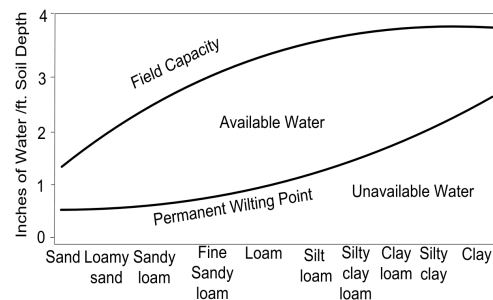 Inches of Water /ft. Soil Depth
4
3
2
1
0
Field Capacity
Available Water
Permanent Wilting Point
Unavailable Water
Sand
Loamy
sand
Sandy
loam
Fine
Sandy
loam
Loam
Silt
loam
Silty
clay
loam
Clay
loam
Silty
clay
Clay